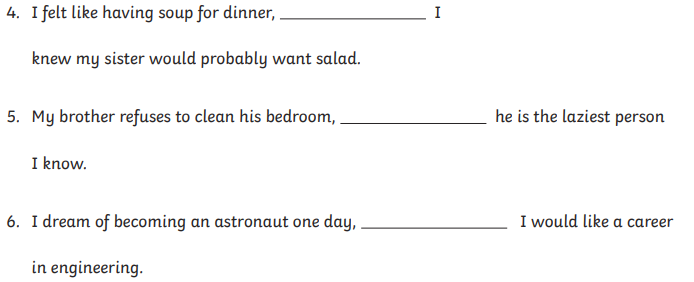 4. I felt like having soup for dinner, ________________ I
knew my sister would probably want salad.
5. My brother refuses to clean his bedroom, ________________ he is the laziest person
I know.
6. I dream of becoming an astronaut one day, ________________ I would like a career
in engineering.